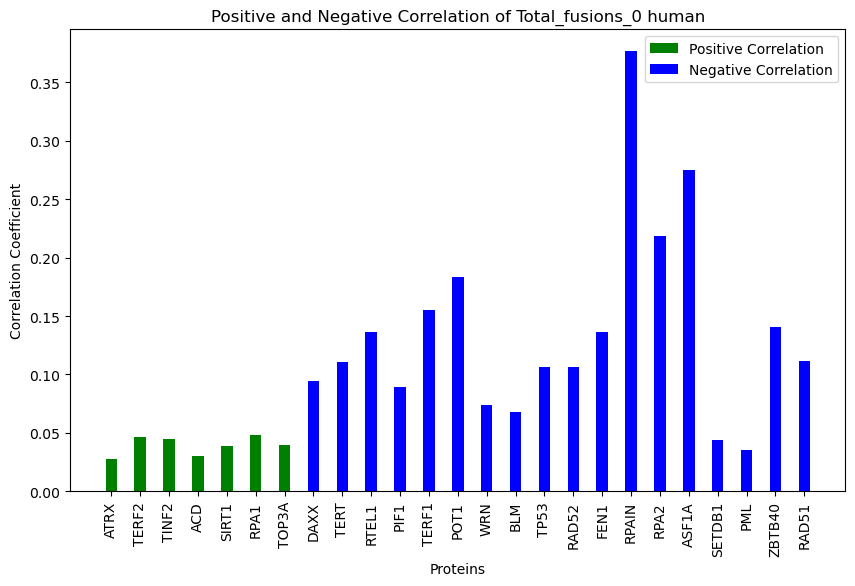 Positive and Negative Correlation of Total_fusions_0 human
Positive Correlation
Negative Correlation
Correlation Coefficient
0.35
0.30
0.25
0.20
0.15
0.10
0.05
0.00
ATRX
TERF2
TINF2
ACD
SIRT1
RPA1
TOP3A
DAXX
TERT
RTEL1
PIF1
TERF1
POT1
WRN
BLM
TP53
RAD52
FEN1
RPAIN
RPA2
ASF1A
SETDB1
PML
ZBTB40
RAD51
Proteins